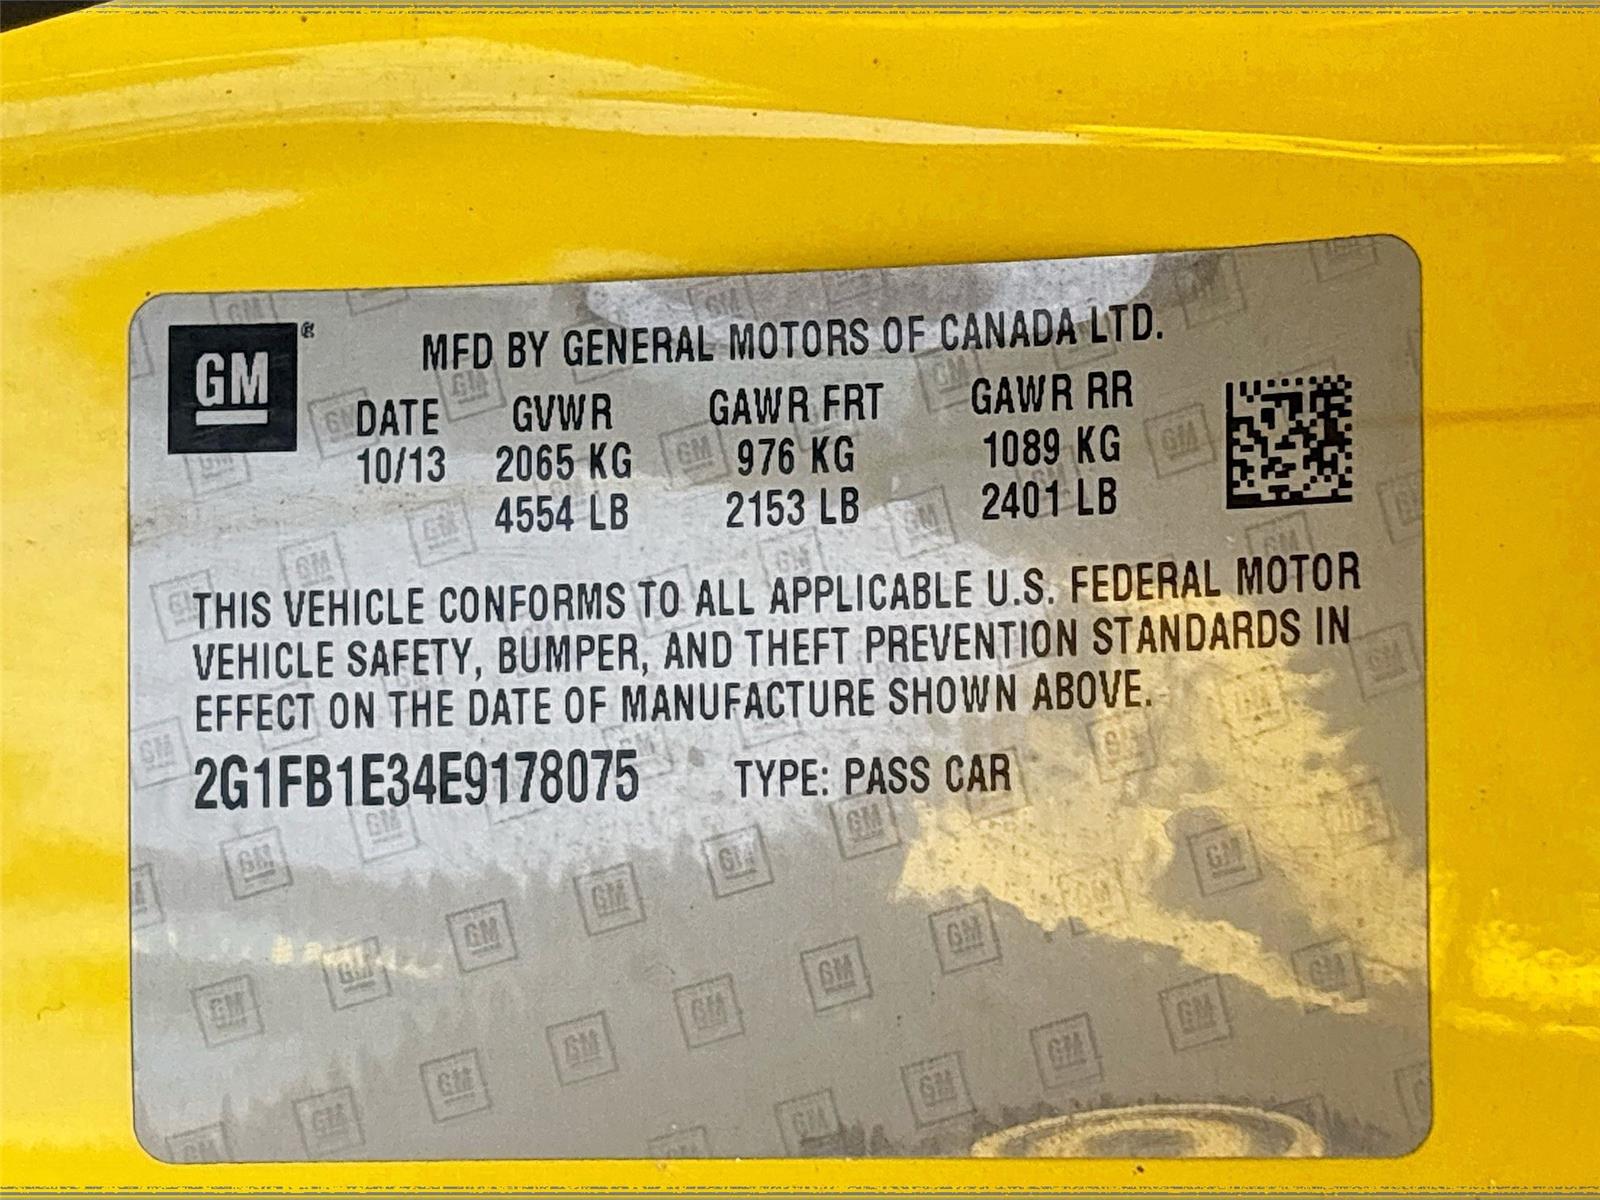 GM ®
MFD BY GENERAL MOTORS OF CANADA LTD.
DATE GVWR GAWR FRT GAWR RR
10/13 2065 KG 976 KG 1089 KG
4554 LB 2153 LB 2401 LB
THIS VEHICLE CONFORMS TO ALL APPLICABLE U.S. FEDERAL MOTOR
VEHICLE SAFETY, BUMPER, AND THEFT PREVENTION STANDARDS IN
EFFECT ON THE DATE OF MANUFACTURE SHOWN ABOVE.
2G1FB1E34E9178075 TYPE: PASS CAR